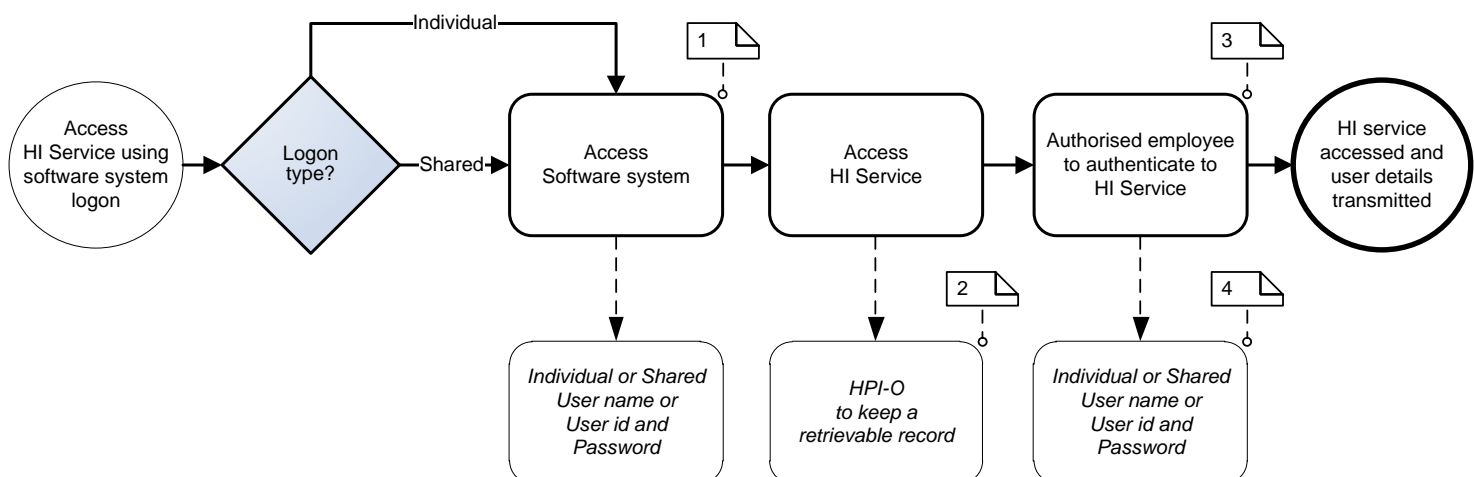 Individual
1
3
Access
HI Service using
software system
logon
Logon
type?
Shared
Access
Software system
Access
HI Service
Authorised employee
to authenticate to
HI Service
HI service
accessed and
user details
transmitted
2
4
Individual or Shared
User name or
User id and
Password
HPI-O
to keep a
retrievable record
Individual or Shared
User name or
User id and
Password